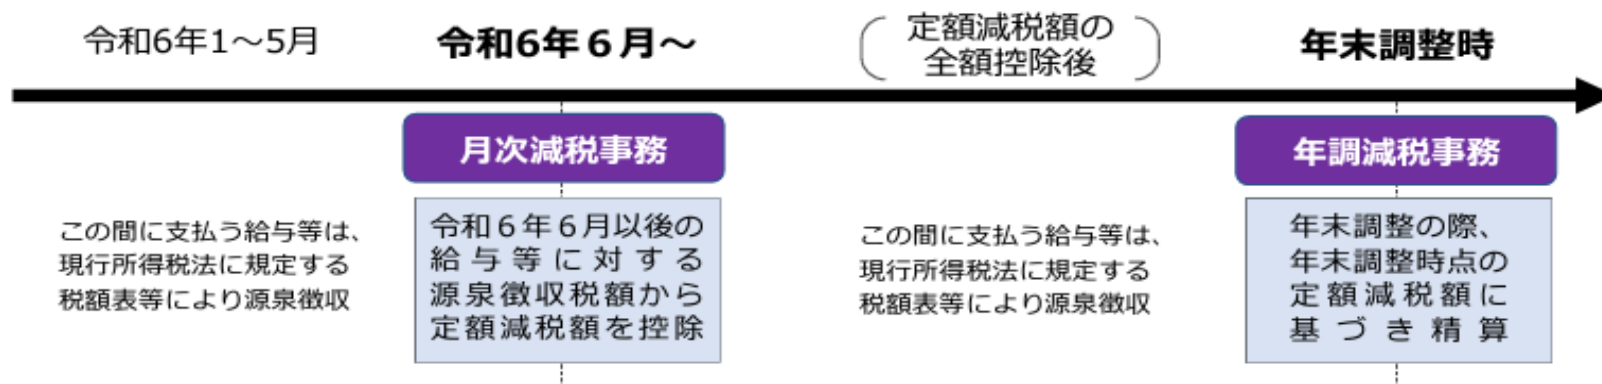 令和6年1～5月
令和6年６月～
定額減税額の
全額控除後
年末調整時
月次減税事務
年調減税事務
この間に支払う給与等は、
現行所得税法に規定する
税額表等により源泉徴収
令和６年６月以後の
給与等に対する
源泉徴収税額から
定額減税額を控除
この間に支払う給与等は、
現行所得税法に規定する
税額表等により源泉徴収
年末調整の際、
年末調整時点の
定額減税額に
基づき精算